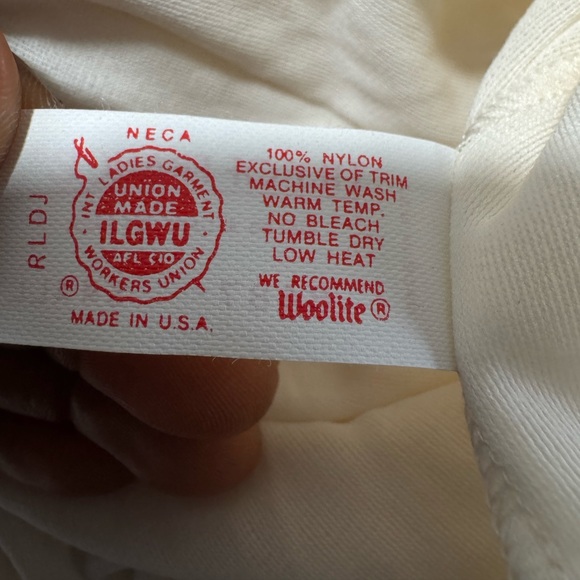 NECA
RLDJ
INT. LADIES GARMENT
UNION
MADE
ILGWU
AFL CIO
WORKERS UNION
®
MADE IN U.S.A.
100% NYLON
EXCLUSIVE OF TRIM
MACHINE WASH
WARM TEMP.
NO BLEACH
TUMBLE DRY
LOW HEAT
WE RECOMMEND
Woolite ®